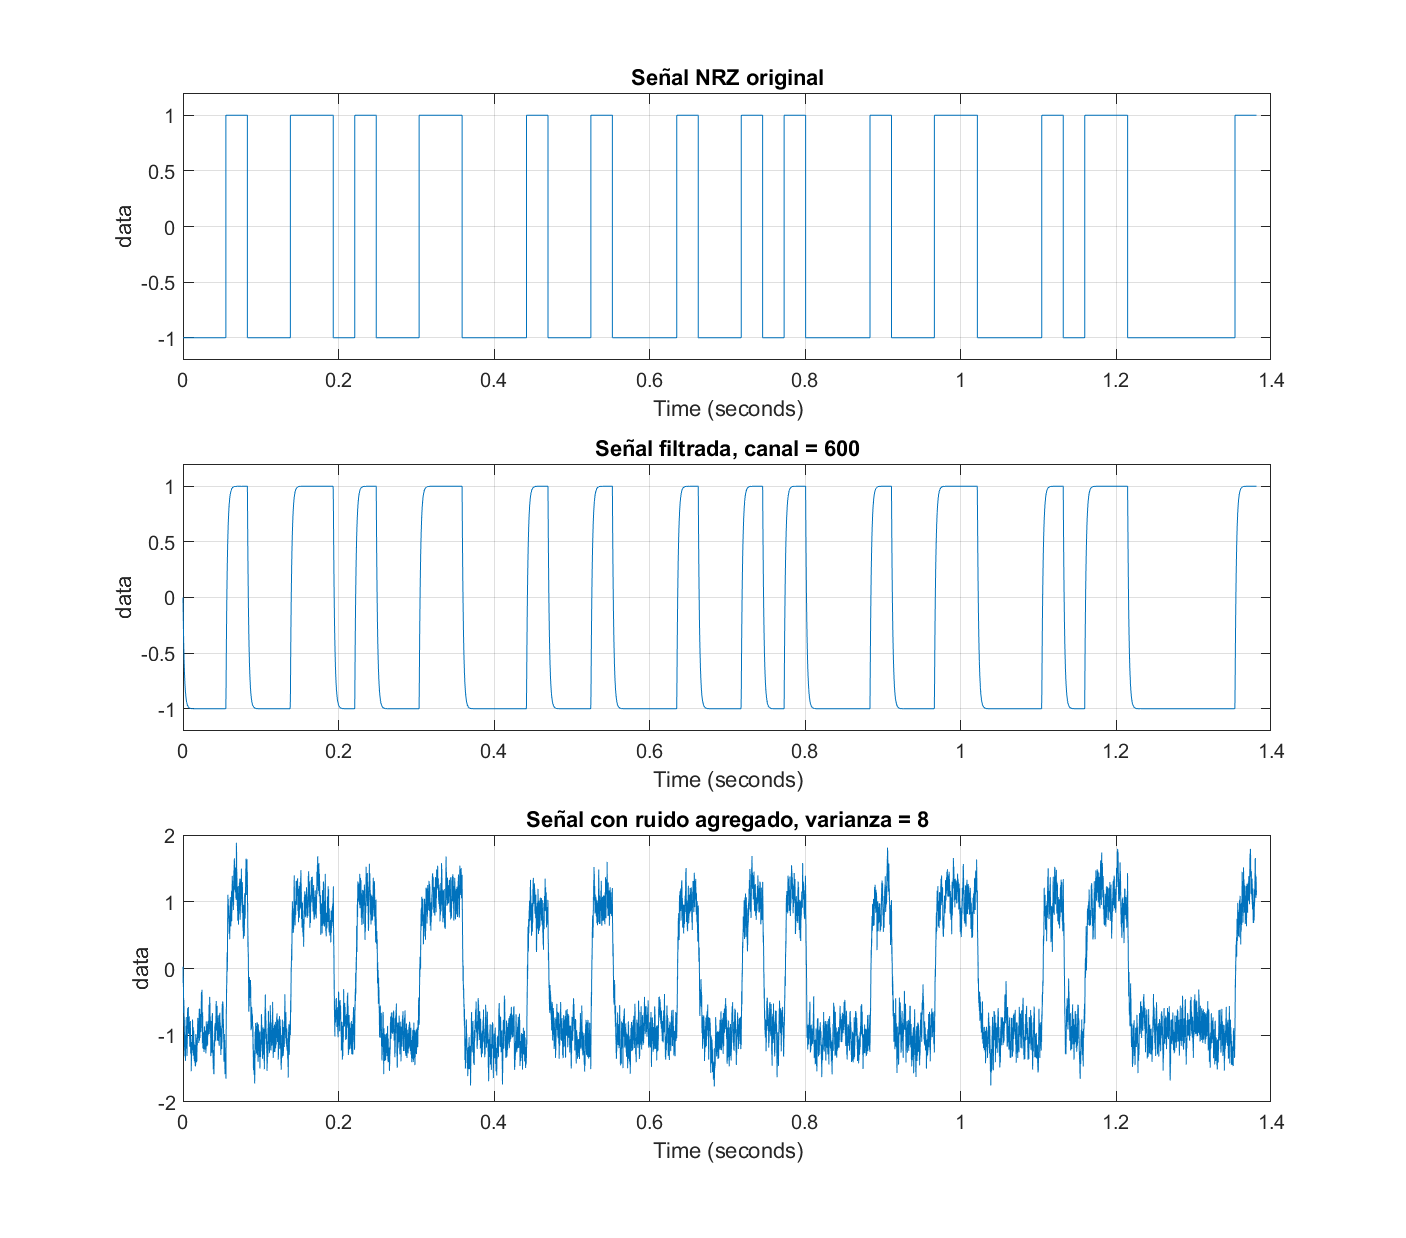 Señal NRZ original
1
0.5
0
-0.5
-1
data
0 0.2 0.4 0.6 0.8 1 1.2 1.4
Time (seconds)
Señal filtrada, canal = 600
1
0.5
0
-0.5
-1
data
0 0.2 0.4 0.6 0.8 1 1.2 1.4
Time (seconds)
Señal con ruido agregado, varianza = 8
2
1
0
-1
-2
data
0 0.2 0.4 0.6 0.8 1 1.2 1.4
Time (seconds)